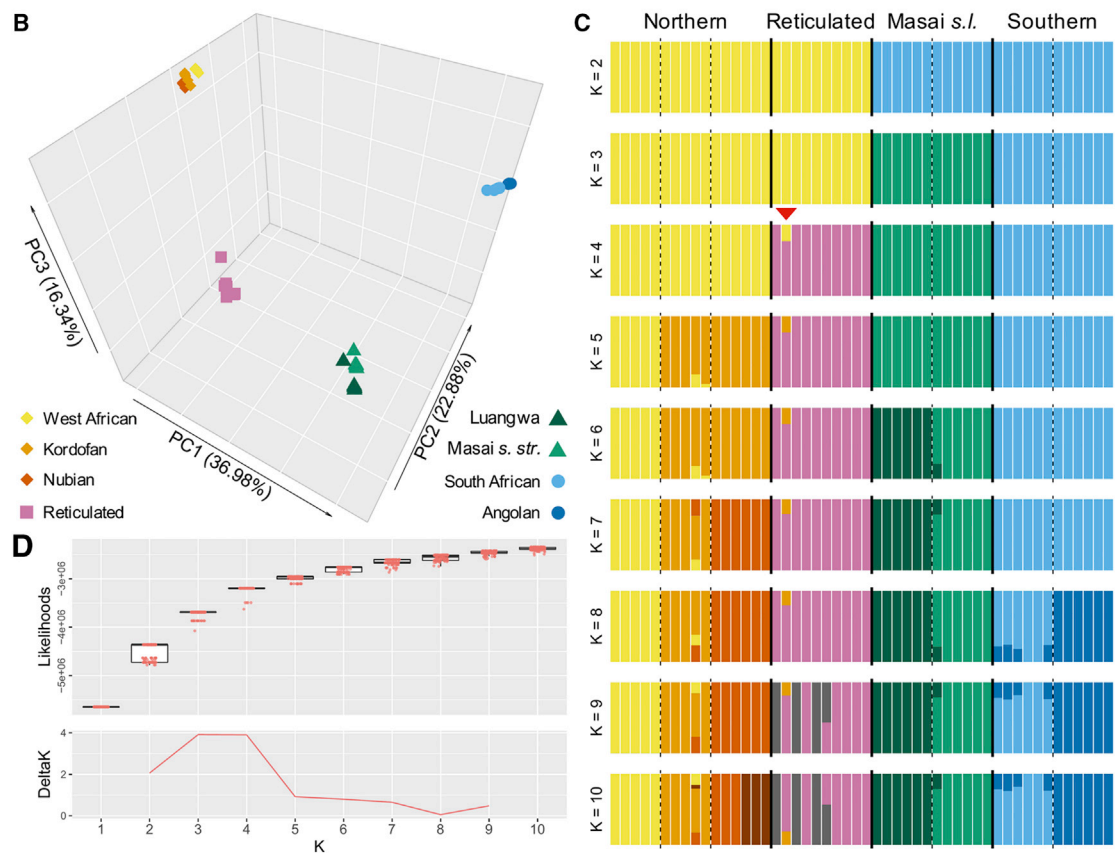 B
PC3 (16.34%)
PC1 (36.98%)
PC2 (22.88%)
West African
Kordofan
Nubian
Reticulated
Luangwa
Masai s. str.
South African
Angolan
C
Northern
Reticulated
Masai s.l.
Southern
K = 2
K = 3
K = 4
K = 5
K = 6
K = 7
K = 8
K = 9
K = 10
D
Likelihoods
−3e+06
−4e+06
−5e+06
DeltaK
4
2
0
1 2 3 4 5 6 7 8 9 10
K